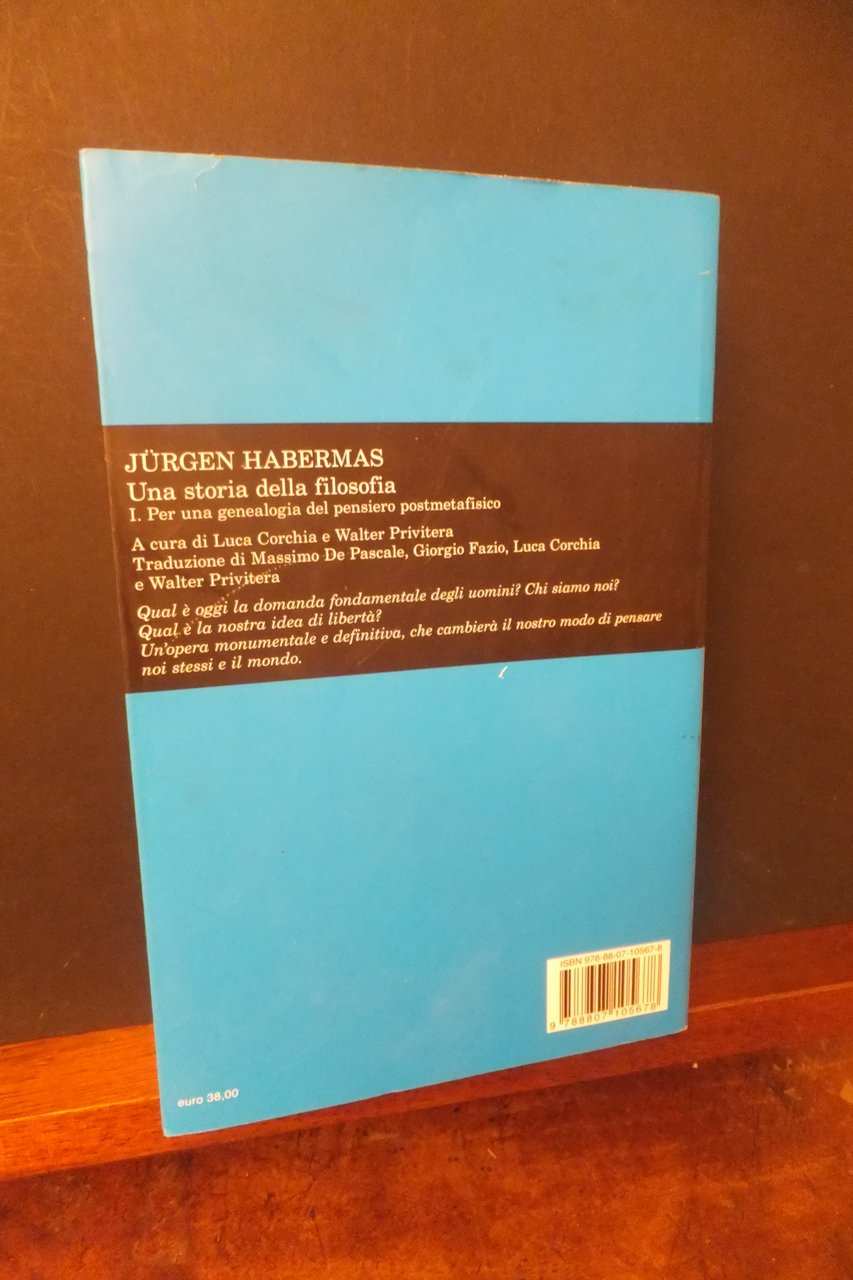 JÜRGEN HABERMAS
Una storia della filosofia
I. Per una genealogia del pensiero postmetafisico
A cura di Luca Corchia e Walter Privitera
Traduzione di Massimo De Pascale, Giorgio Fazio, Luca Corchia
e Walter Privitera
Qual è oggi la domanda fondamentale degli uomini? Chi siamo noi?
Qual è la nostra idea di libertà?
Un'opera monumentale e definitiva, che cambierà il nostro modo di pensare
noi stessi e il mondo.
ISBN 978-88-07-10567-8
9 788807 105678
euro 38,00